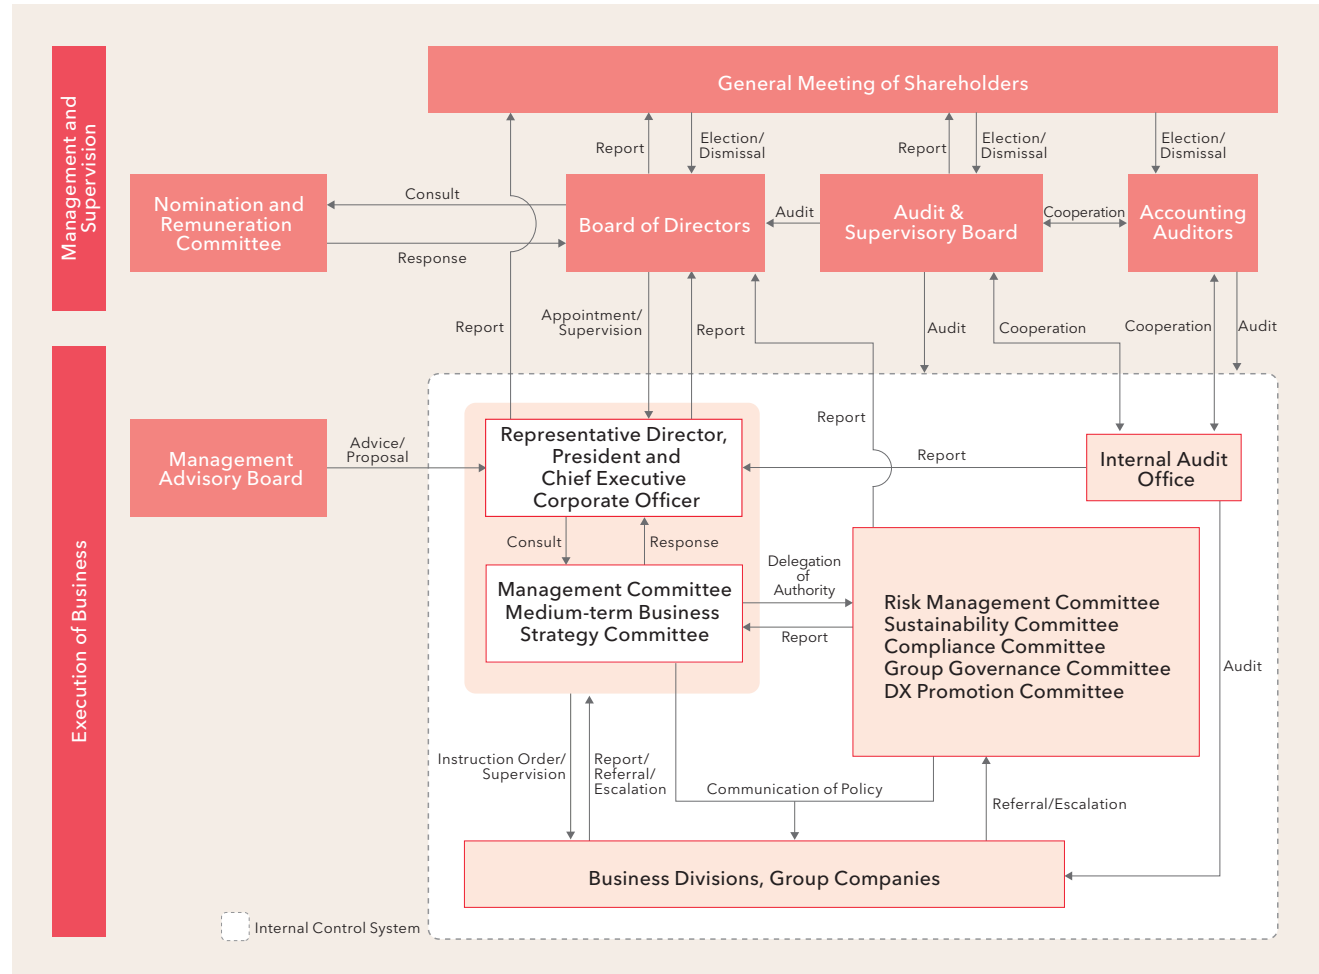 Management and
Supervision
General Meeting of Shareholders
Report
Election/
Dismissal
Report
Election/
Dismissal
Election/
Dismissal
Nomination and
Remuneration
Committee
Consult
Response
Board of Directors
Audit
Audit &
Supervisory Board
Cooperation
Accounting
Auditors
Report
Appointment/
Supervision
Report
Audit
Cooperation
Cooperation
Audit
Execution of Business
Management
Advisory Board
Advice/
Proposal
Representative Director,
President and
Chief Executive
Corporate Officer
Report
Report
Internal Audit
Office
Consult
Response
Management Committee
Medium-term Business
Strategy Committee
Delegation
of
Authority
Report
Risk Management Committee
Sustainability Committee
Compliance Committee
Group Governance Committee
DX Promotion Committee
Audit
Instruction Order/
Supervision
Report/
Referral/
Escalation
Communication of Policy
Referral/Escalation
Business Divisions, Group Companies
Internal Control System